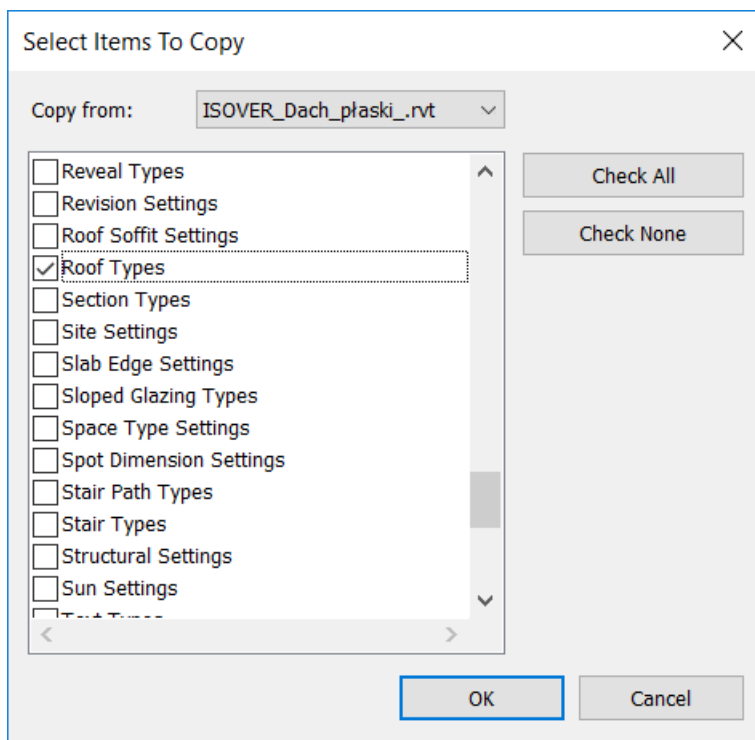 Select Items To Copy
Copy from: ISOVER_Dach_płaski_.rvt
Reveal Types
Revision Settings
Roof Soffit Settings
Roof Types
Section Types
Site Settings
Slab Edge Settings
Sloped Glazing Types
Space Type Settings
Spot Dimension Settings
Stair Path Types
Stair Types
Structural Settings
Sun Settings
Text Types
Check All
Check None
OK
Cancel